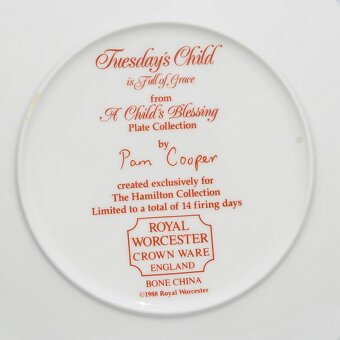 Tuesday's Child
is Full of Grace
from
A Child's Blessing
Plate Collection
by
Pam Cooper
created exclusively for
The Hamilton Collection
Limited to a total of 14 firing days
ROYAL
WORCESTER
CROWN WARE
ENGLAND
BONE CHINA
©1988 Royal Worcester